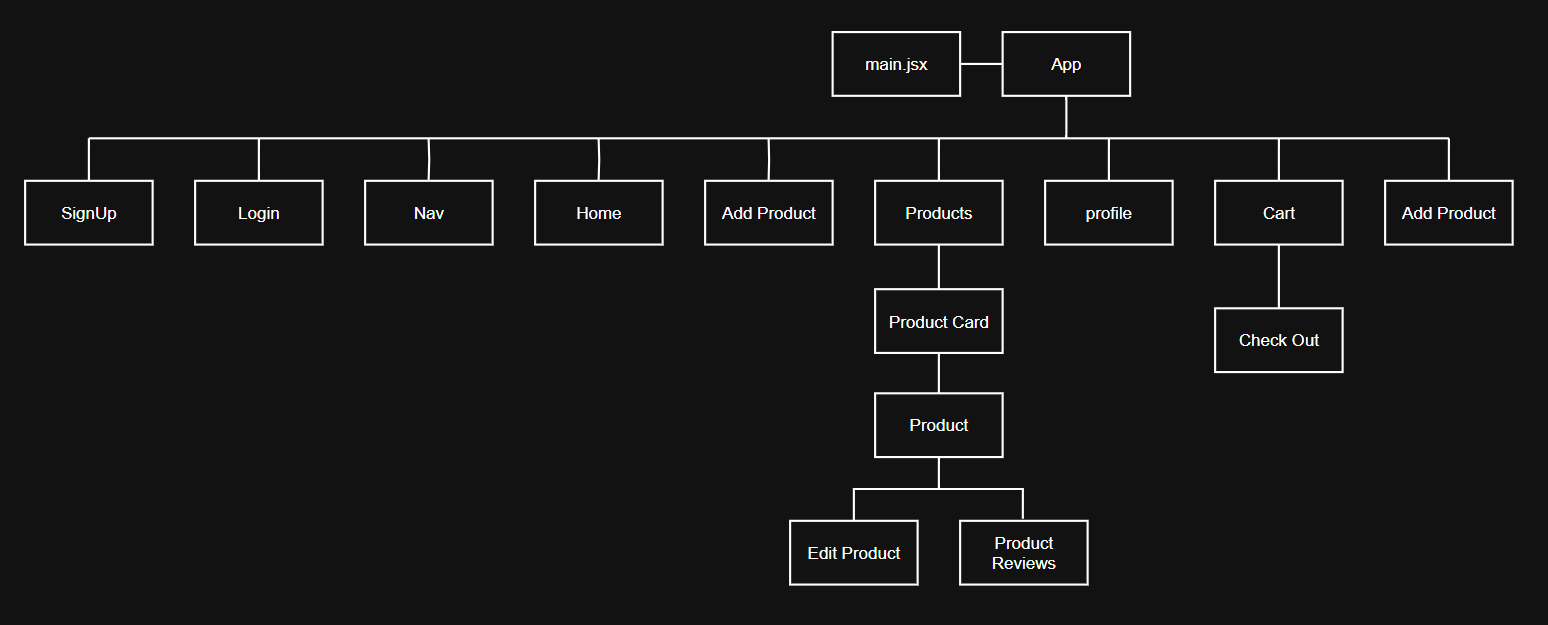 main.jsx
App
SignUp
Login
Nav
Home
Add Product
Products
profile
Cart
Add Product
Product Card
Check Out
Product
Edit Product
Product
Reviews